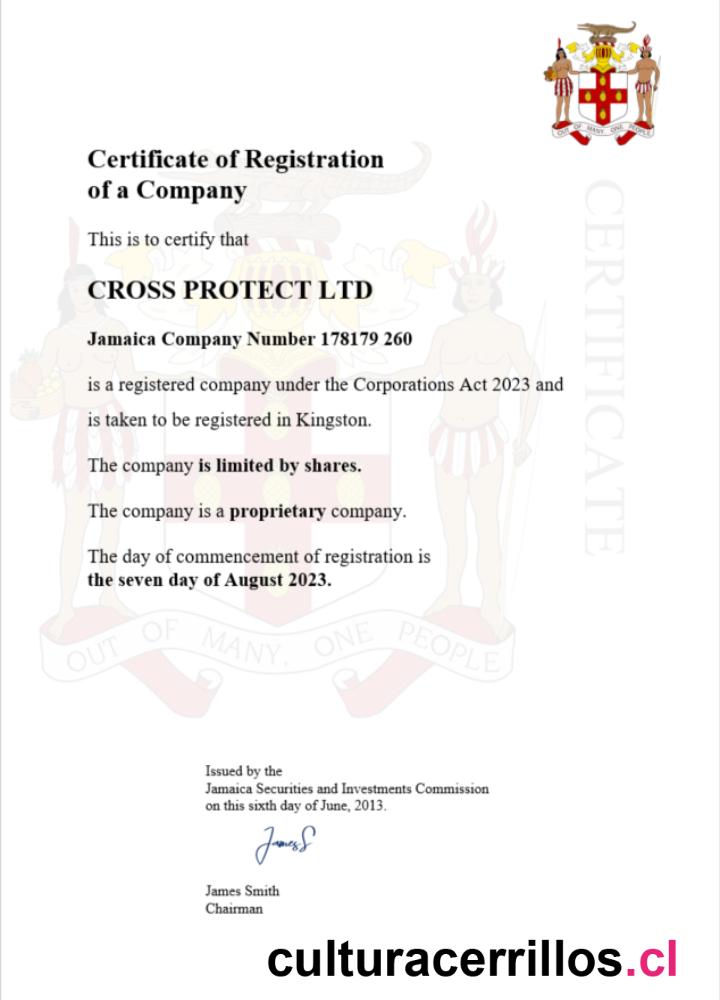 OUT OF MANY, ONE PEOPLE
Certificate of Registration
of a Company
This is to certify that
CROSS PROTECT LTD
Jamaica Company Number 178179 260
is a registered company under the Corporations Act 2023 and
is taken to be registered in Kingston.
The company is limited by shares.
The company is a proprietary company.
The day of commencement of registration is
the seven day of August 2023.
CERTIFICATE
OUT OF MANY, ONE PEOPLE
Issued by the
Jamaica Securities and Investments Commission
on this sixth day of June, 2013.
James S
James Smith
Chairman
culturacerrillos.cl